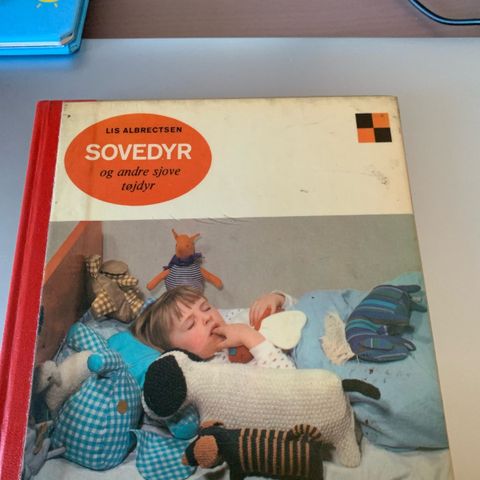 LIS ALBRECTSEN
SOVEDYR
og andre sjove
tøjdyr